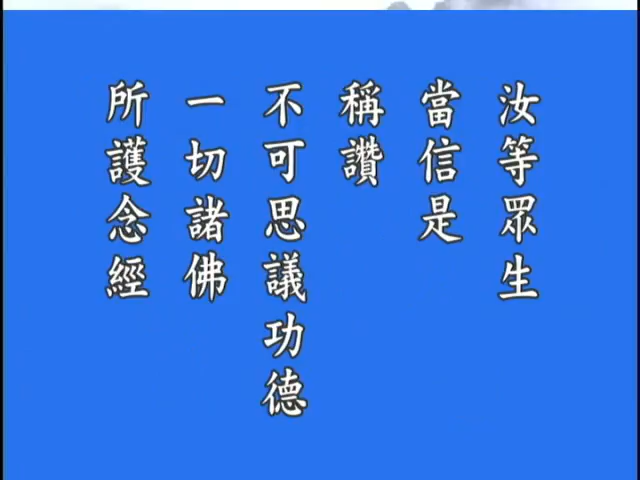 汝等眾生
當信是
稱讚
不可思議功德
一切諸佛
所護念經